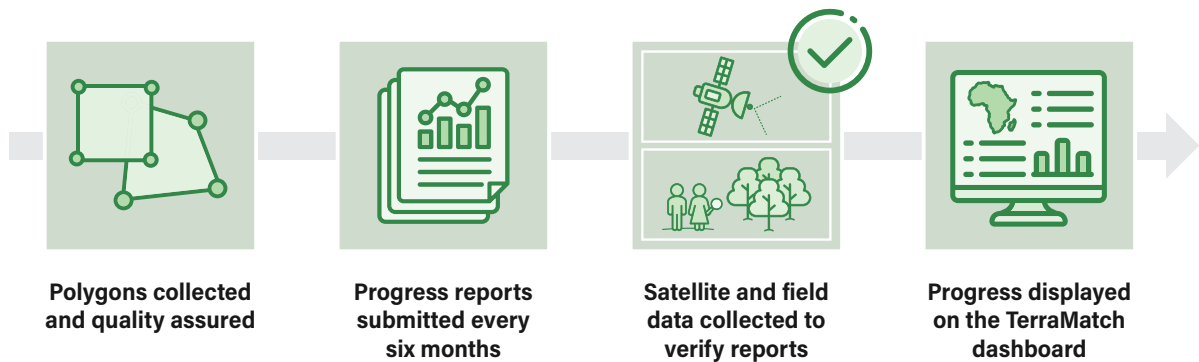 Polygons collected
and quality assured
Progress reports
submitted every
six months
Satellite and field
data collected to
verify reports
Progress displayed
on the TerraMatch
dashboard